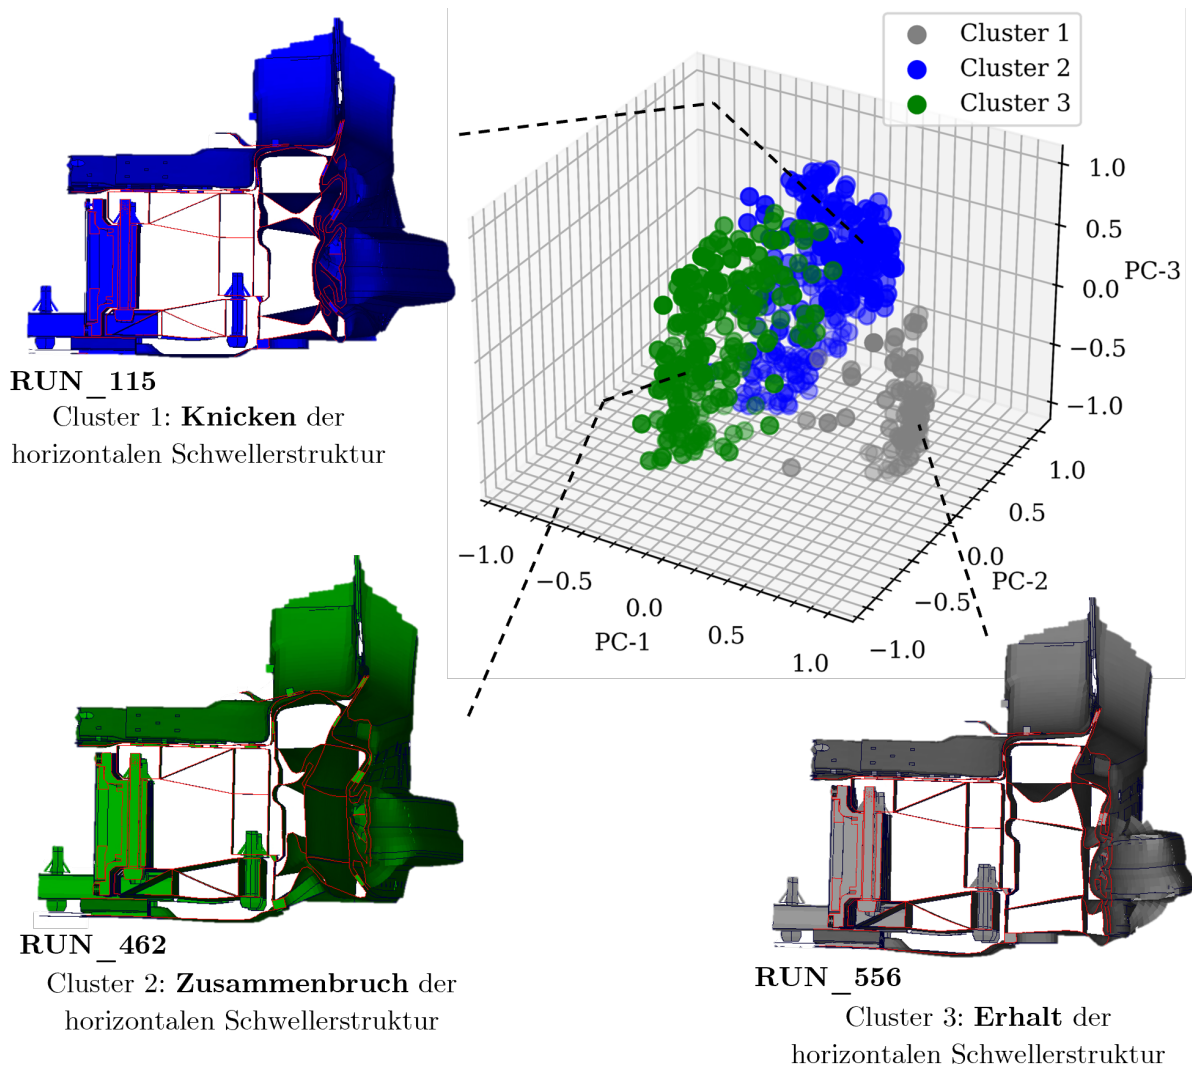 Cluster 1
Cluster 2
Cluster 3
1.0
0.5
0.0
PC-3
−0.5
−1.0
RUN_115
Cluster 1: Knicken der
horizontalen Schwellerstruktur
1.0
0.5
0.0
PC-2
−0.5
−1.0
−1.0
−0.5
0.0
PC-1
0.5
1.0
RUN_462
Cluster 2: Zusammenbruch der
horizontalen Schwellerstruktur
RUN_556
Cluster 3: Erhalt der
horizontalen Schwellerstruktur